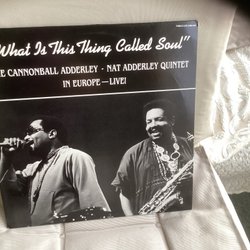 "What Is This Thing Called Soul"
E CANNONBALL ADDERLEY · NAT ADDERLEY QUINTET
IN EUROPE—LIVE!